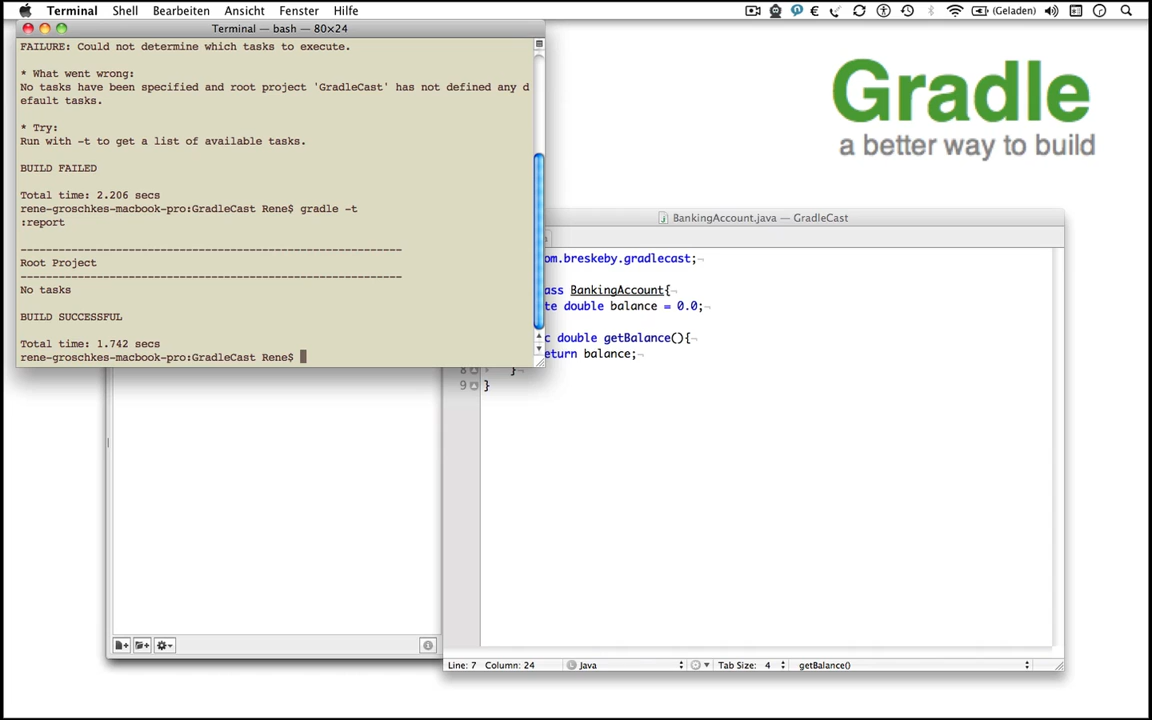 Terminal Shell Bearbeiten Ansicht Fenster Hilfe
(Geladen)
Terminal — bash — 80×24
FAILURE: Could not determine which tasks to execute.
* What went wrong:
No tasks have been specified and root project 'GradleCast' has not defined any d
efault tasks.
* Try:
Run with -t to get a list of available tasks.
BUILD FAILED
Total time: 2.206 secs
rene-groschkes-macbook-pro:GradleCast Rene$ gradle -t
:report
------------------------------------------------------------
Root Project
------------------------------------------------------------
No tasks
BUILD SUCCESSFUL
Total time: 1.742 secs
rene-groschkes-macbook-pro:GradleCast Rene$
Gradle
a better way to build
BankingAccount.java — GradleCast
om.breskeby.gradlecast;
ass BankingAccount{
te double balance = 0.0;
c double getBalance(){
eturn balance;
8 }
9 }
Line: 7 Column: 24 Java Tab Size: 4 getBalance()